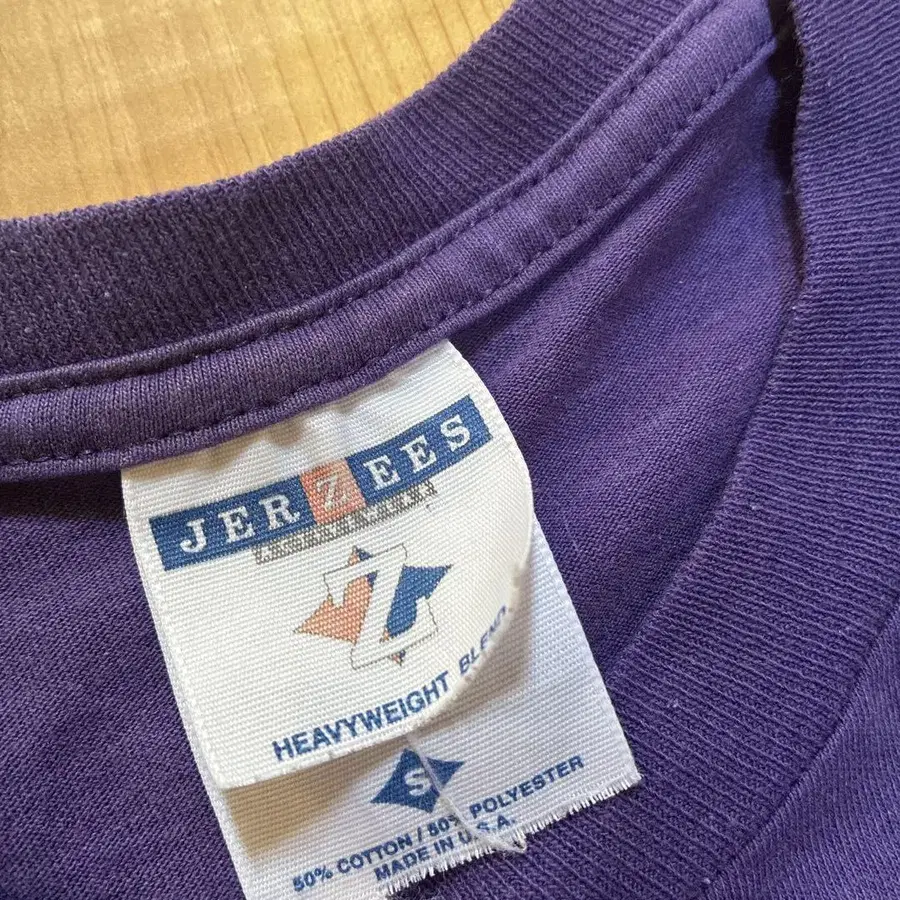 JERZEES
Z
HEAVYWEIGHT BLEND
S
50% COTTON / 50% POLYESTER
MADE IN U.S.A.